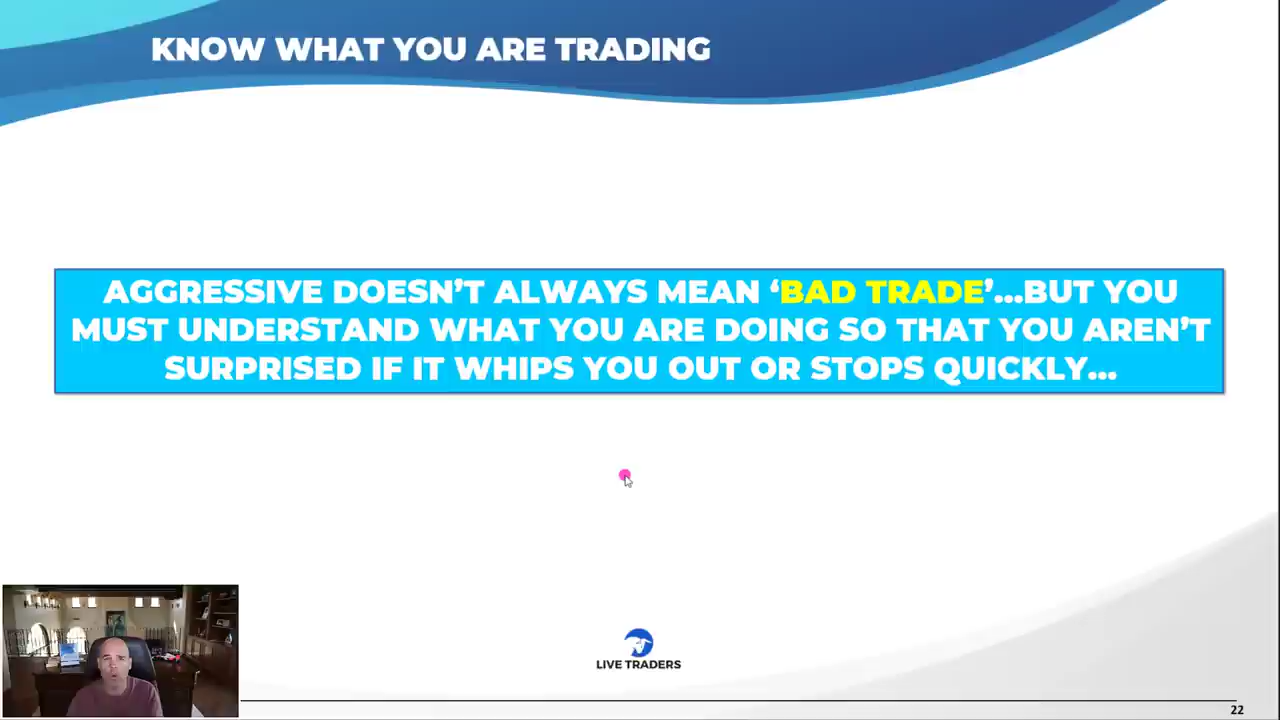 KNOW WHAT YOU ARE TRADING
AGGRESSIVE DOESN’T ALWAYS MEAN ‘BAD TRADE’...BUT YOU
MUST UNDERSTAND WHAT YOU ARE DOING SO THAT YOU AREN’T
SURPRISED IF IT WHIPS YOU OUT OR STOPS QUICKLY...
LIVE TRADERS
22